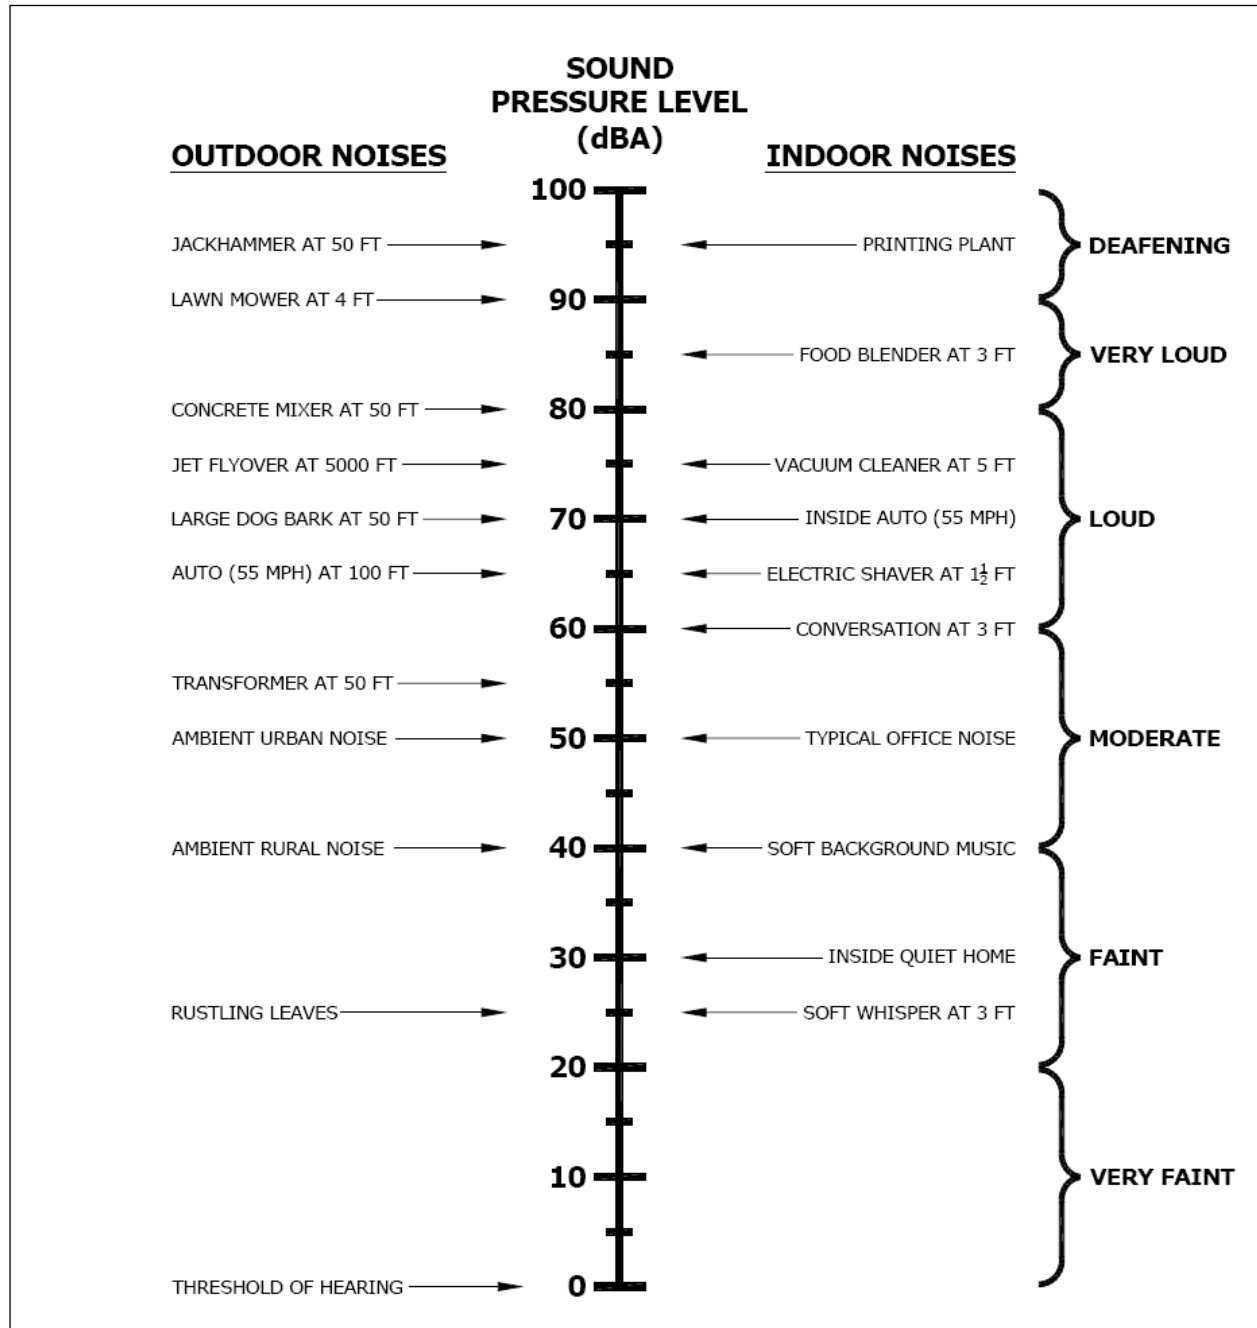 SOUND
PRESSURE LEVEL
(dBA)
OUTDOOR NOISES
INDOOR NOISES
100
JACKHAMMER AT 50 FT
PRINTING PLANT
DEAFENING
LAWN MOWER AT 4 FT
90
FOOD BLENDER AT 3 FT
VERY LOUD
CONCRETE MIXER AT 50 FT
80
JET FLYOVER AT 5000 FT
VACUUM CLEANER AT 5 FT
LARGE DOG BARK AT 50 FT
70
INSIDE AUTO (55 MPH)
LOUD
AUTO (55 MPH) AT 100 FT
ELECTRIC SHAVER AT 1½ FT
60
CONVERSATION AT 3 FT
TRANSFORMER AT 50 FT
AMBIENT URBAN NOISE
50
TYPICAL OFFICE NOISE
MODERATE
AMBIENT RURAL NOISE
40
SOFT BACKGROUND MUSIC
30
INSIDE QUIET HOME
FAINT
RUSTLING LEAVES
SOFT WHISPER AT 3 FT
20
10
VERY FAINT
THRESHOLD OF HEARING
0